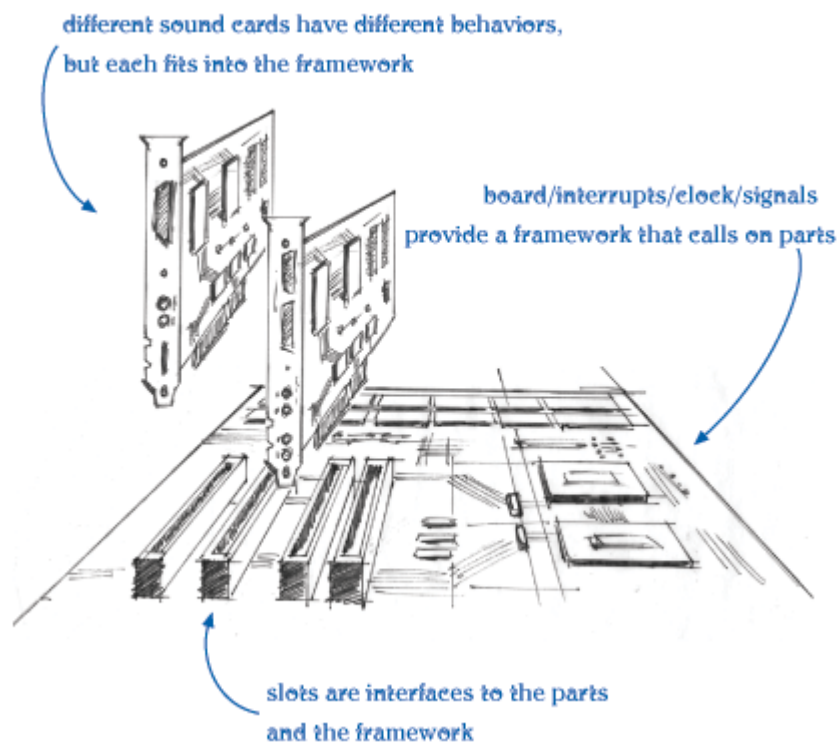 different sound cards have different behaviors,
but each fits into the framework
board/interrupts/clock/signals
provide a framework that calls on parts
slots are interfaces to the parts
and the framework